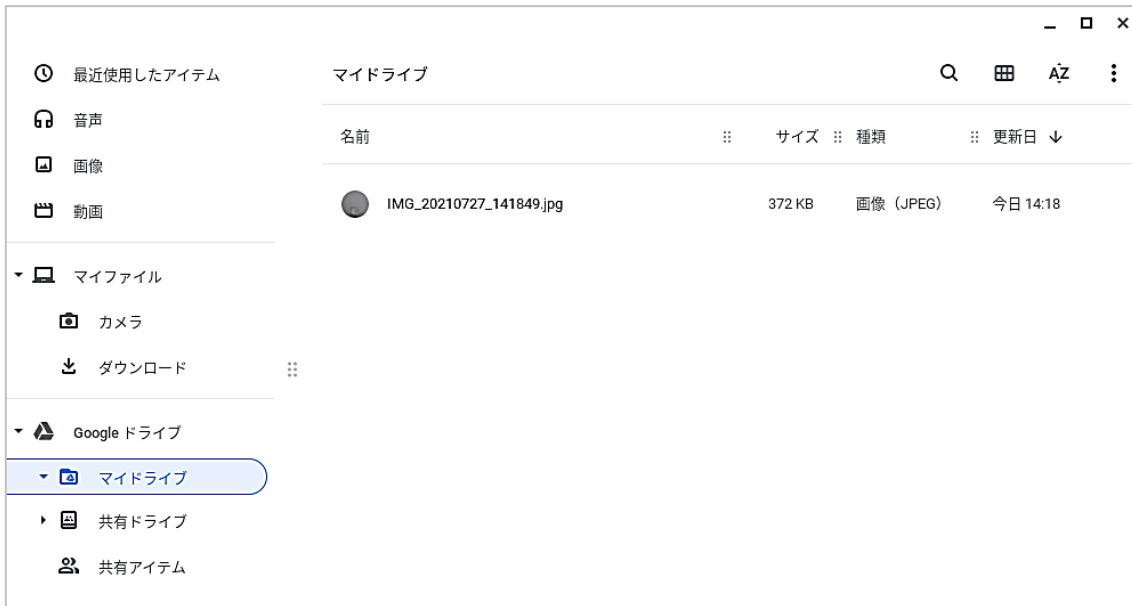 最近使用したアイテム
音声
画像
動画
マイファイル
カメラ
ダウンロード
Google ドライブ
マイドライブ
共有ドライブ
共有アイテム
マイドライブ AZ
名前 サイズ 種類 更新日
IMG_20210727_141849.jpg 372 KB 画像（JPEG） 今日 14:18